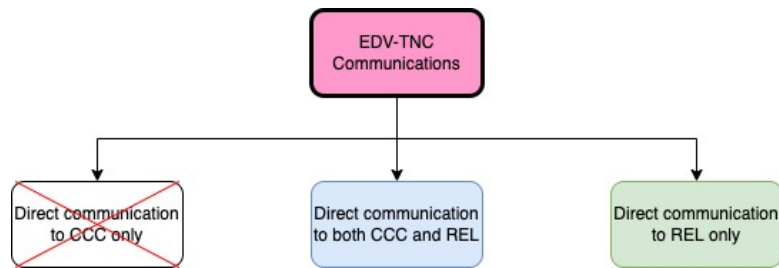 EDV-TNC
Communications
Direct communication
to CCC only
Direct communication
to both CCC and REL
Direct communication
to REL only